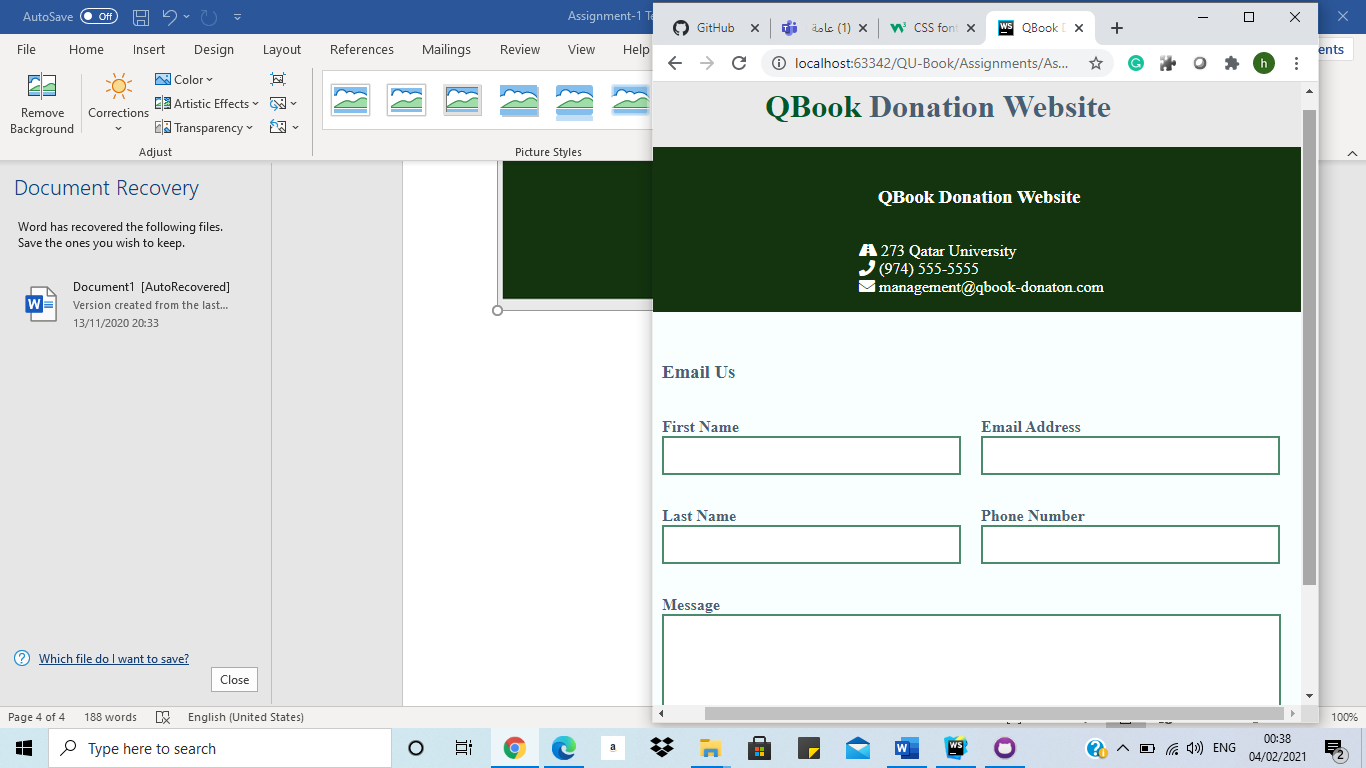 AutoSave Off
Assignment-1 Te
File Home Insert Design Layout References Mailings Review View Help
ents
Remove Background
Corrections
Color
Artistic Effects
Transparency
Adjust
Picture Styles
Document Recovery
Word has recovered the following files.
Save the ones you wish to keep.
Document1 [AutoRecovered]
Version created from the last...
13/11/2020 20:33
Which file do I want to save?
Close
Page 4 of 4 188 words English (United States)
100%
GitHub
(1) عامة
CSS font
QBook D
localhost:63342/QU-Book/Assignments/As...
h
QBook Donation Website
QBook Donation Website
273 Qatar University
(974) 555-5555
management@qbook-donaton.com
Email Us
First Name
Email Address
Last Name
Phone Number
Message
Type here to search
a
WS
ENG
00:38
04/02/2021
2